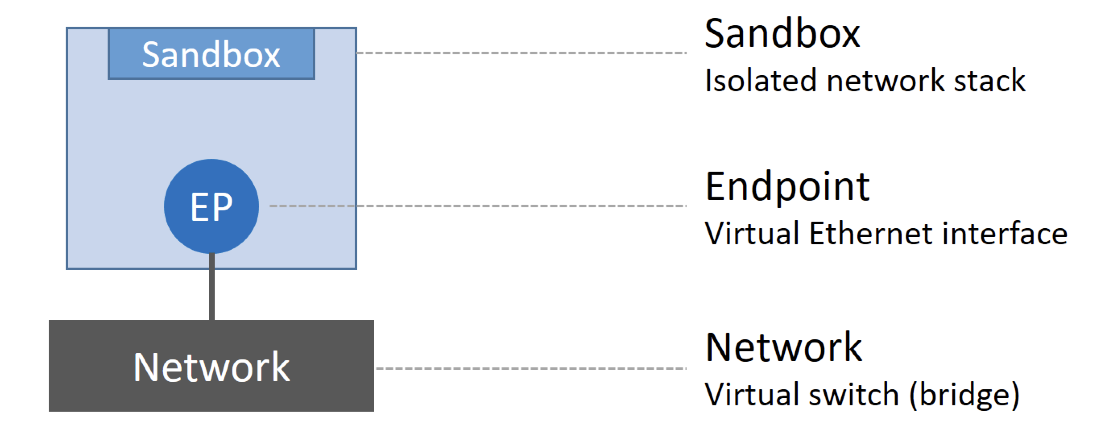 Sandbox
EP
Network
Sandbox
Isolated network stack
Endpoint
Virtual Ethernet interface
Network
Virtual switch (bridge)